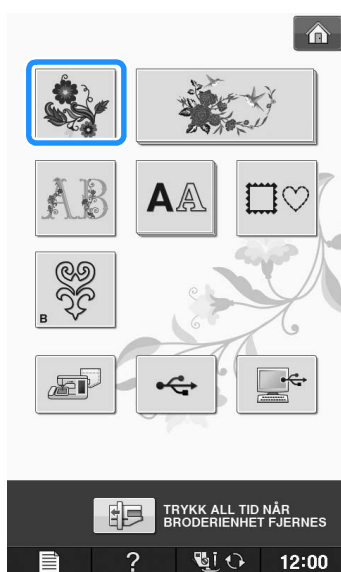 AB
AA
B
TRYKK ALL TID NÅR
BRODERIENHET FJERNES
?
12:00